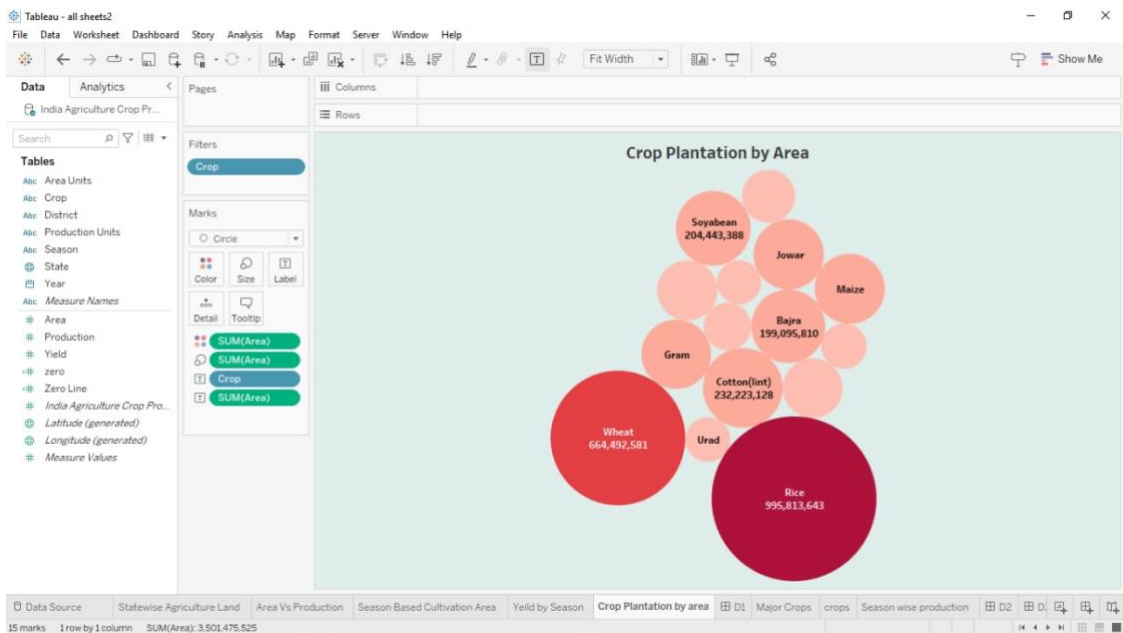 Tableau - all sheets2
File Data Worksheet Dashboard Story Analysis Map Format Server Window Help
Fit Width
Show Me
Data Analytics
India Agriculture Crop Pr...
Search
Tables
Abc Area Units
Abc Crop
Abc District
Abc Production Units
Abc Season
State
Year
Abc Measure Names
# Area
# Production
# Yield
=# zero
=# Zero Line
# India Agriculture Crop Pro...
Latitude (generated)
Longitude (generated)
# Measure Values
Pages
Filters
Crop
Marks
Circle
Color Size Label
Detail Tooltip
SUM(Area)
SUM(Area)
Crop
SUM(Area)
Columns
Rows
Crop Plantation by Area
Soyabean
204,443,388
Jowar
Maize
Bajra
199,095,810
Gram
Cotton(lint)
232,223,128
Wheat
664,492,581
Urad
Rice
995,813,643
Data Source Statewise Agriculture Land Area Vs Production Season Based Cultivation Area Yeild by Season Crop Plantation by area D1 Major Crops crops Season wise production D2 D
15 marks 1 row by 1 column SUM(Area): 3,501,475,525